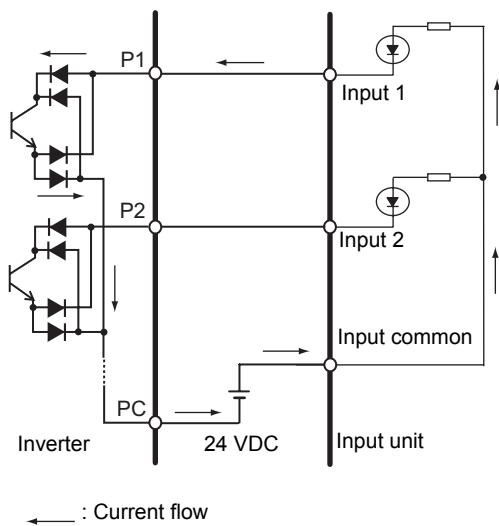 P1
Input 1
P2
Input 2
Input common
PC
Inverter
24 VDC
Input unit
: Current flow